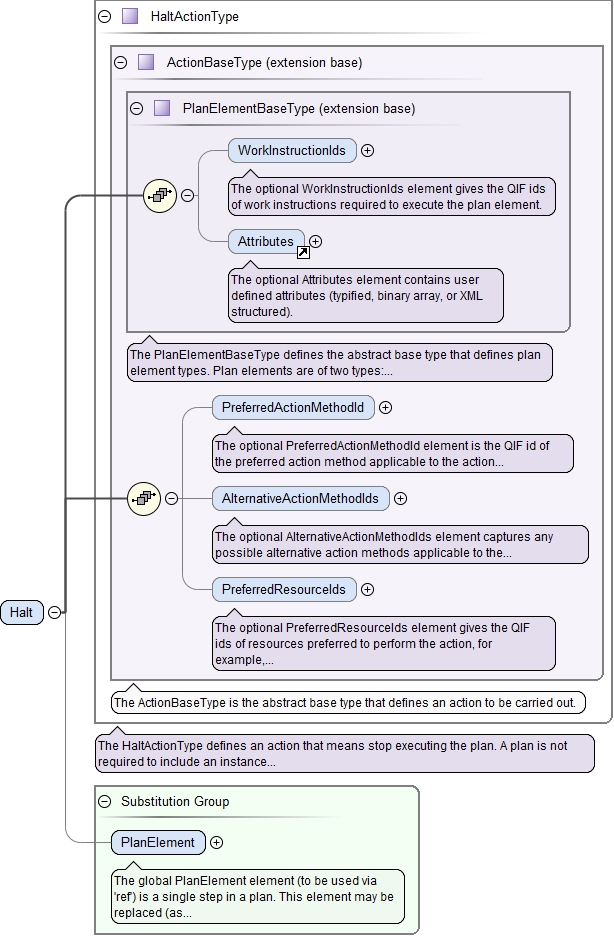 HaltActionType
ActionBaseType (extension base)
PlanElementBaseType (extension base)
WorkInstructionIds
The optional WorkInstructionIds element gives the QIF ids
of work instructions required to execute the plan element.
Attributes
The optional Attributes element contains user
defined attributes (typified, binary array, or XML
structured).
The PlanElementBaseType defines the abstract base type that defines plan
element types. Plan elements are of two types:...
PreferredActionMethodId
The optional PreferredActionMethodId element is the QIF id of
the preferred action method applicable to the action...
AlternativeActionMethodIds
The optional AlternativeActionMethodIds element captures any
possible alternative action methods applicable to the...
PreferredResourceIds
The optional PreferredResourceIds element gives the QIF
ids of resources preferred to perform the action, for
example,...
Halt
The ActionBaseType is the abstract base type that defines an action to be carried out.
The HaltActionType defines an action that means stop executing the plan. A plan is not
required to include an instance...
Substitution Group
PlanElement
The global PlanElement element (to be used via
'ref') is a single step in a plan. This element may be
replaced (as...